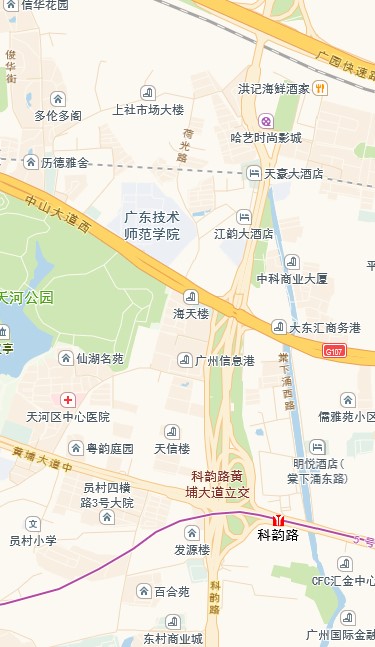 信华花园
俊华街
广园快速路
洪记海鲜酒家
上社市场大楼
多伦多阁
荷光路
哈艺时尚影城
历德雅舍
天豪大酒店
中山大道西
广东技术
师范学院
江韵大酒店
中科商业大厦
平
天河公园
海天楼
大东汇商务港
亭
仙湖名苑
广州信息港
G107
棠下涌西路
天河区中心医院
儒雅苑小区
天信楼
粤韵庭园
黄埔大道中
明悦酒店(
棠下涌东路)
科韵路黄
埔大道立交
员村四横
路3号大院
员村小学
发源楼
科韵路
5号
CFC汇金中心
百合苑
科韵路
东村商业城
广州国际金融